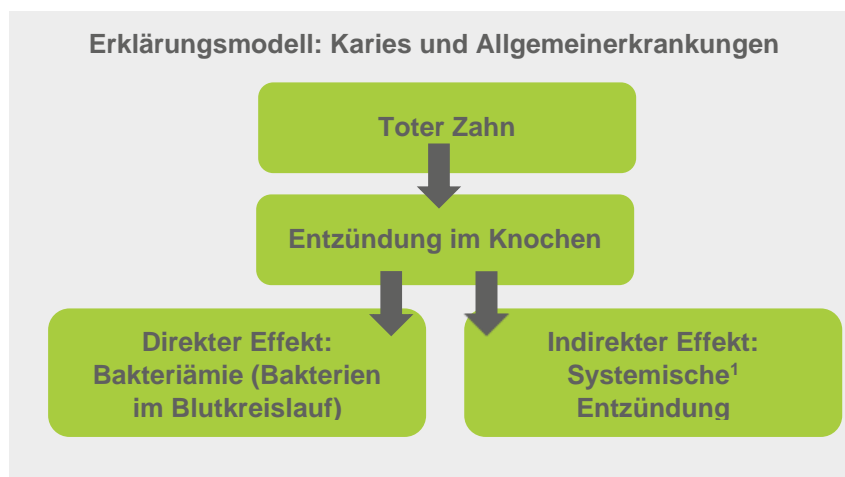 Erklärungsmodell: Karies und Allgemeinerkrankungen
Toter Zahn
Entzündung im Knochen
Direkter Effekt:
Bakteriämie (Bakterien
im Blutkreislauf)
Indirekter Effekt:
Systemische¹
Entzündung